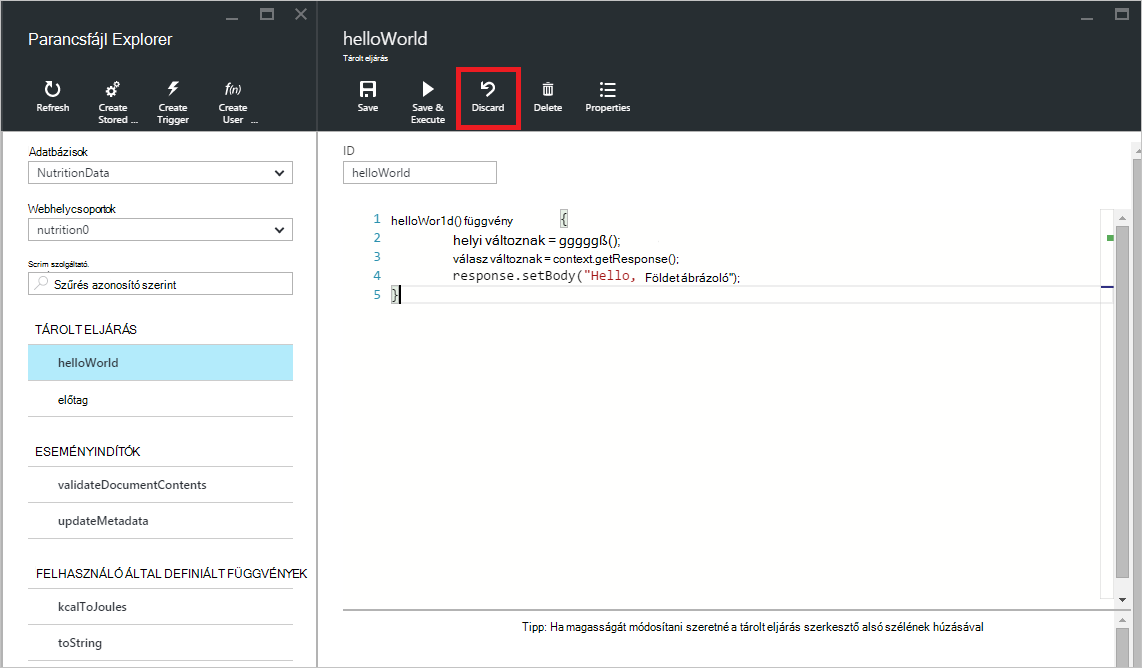 Parancsfájl Explorer
Refresh
Create Stored ...
Create Trigger
Create User ...
Adatbázisok
NutritionData
Webhelycsoportok
nutrition0
Scrim szolgáltató.
Szűrés azonosító szerint
TÁROLT ELJÁRÁS
helloWorld
előtag
ESEMÉNYINDÍTÓK
validateDocumentContents
updateMetadata
FELHASZNÁLÓ ÁLTAL DEFINIÁLT FÜGGVÉNYEK
kcalToJoules
toString
helloWorld
Tárolt eljárás
Save
Save & Execute
Discard
Delete
Properties
ID
helloWorld
1 helloWor1d() függvény {
2 helyi változnak = gggggß();
3 válasz változnak = context.getResponse();
4 response.setBody("Hello, Földet ábrázoló");
5 }
Tipp: Ha magasságát módosítani szeretné a tárolt eljárás szerkesztő alsó szélének húzásával